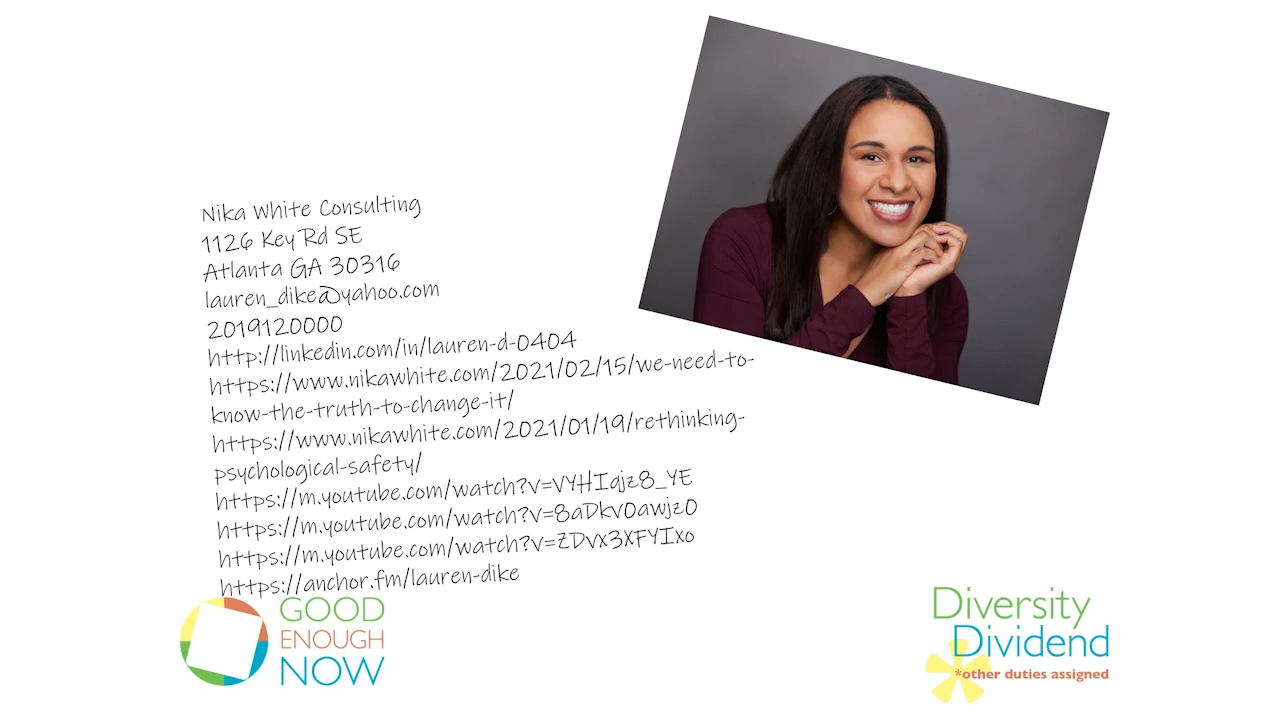 Nika White Consulting
1126 Key Rd SE
Atlanta GA 30316
lauren_dike@yahoo.com
2019120000
http://linkedin.com/in/lauren-d-0404
https://www.nikawhite.com/2021/02/15/we-need-to-
know-the-truth-to-change-it/
https://www.nikawhite.com/2021/01/19/rethinking-
psychological-safety/
https://m.youtube.com/watch?v=VYHIqjz8_YE
https://m.youtube.com/watch?v=8aDkv0awjz0
https://m.youtube.com/watch?v=ZDvx3XFYIxo
https://anchor.fm/lauren-dike
GOOD
ENOUGH
NOW
Diversity
Dividend
*other duties assigned